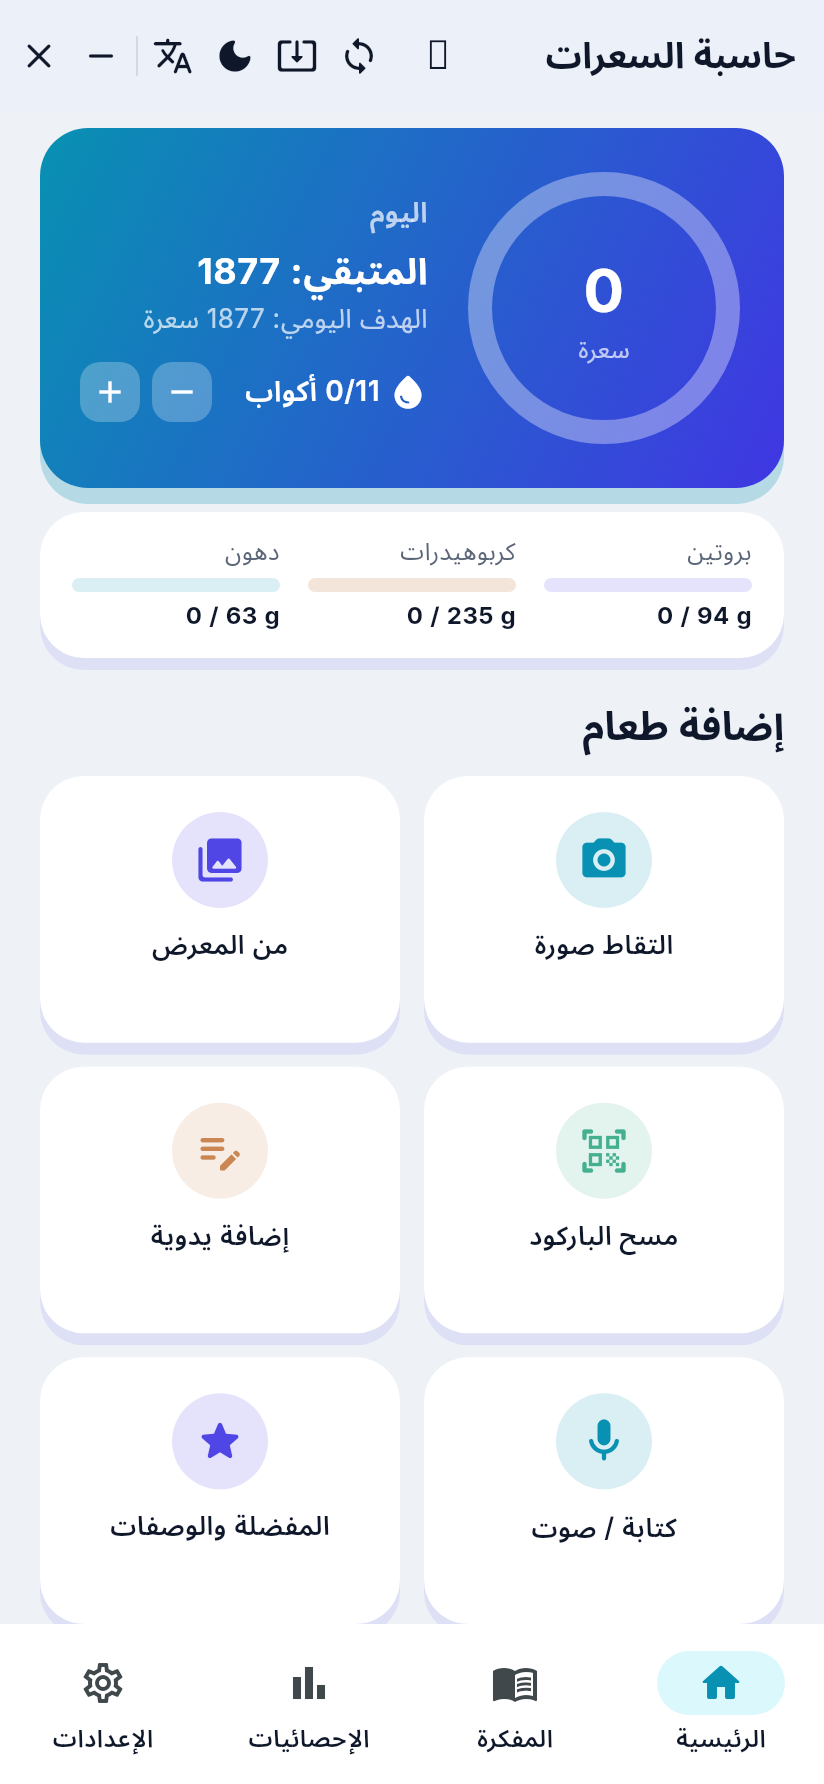 حاسبة السعرات
اليوم
المتبقي: 1877
الهدف اليومي: 1877 سعرة
0
سعرة
0/11 أكواب
بروتين
0 / 94 g
كربوهيدرات
0 / 235 g
دهون
0 / 63 g
إضافة طعام
التقاط صورة
من المعرض
مسح الباركود
إضافة يدوية
كتابة / صوت
المفضلة والوصفات
الرئيسية
المفكرة
الإحصائيات
الإعدادات